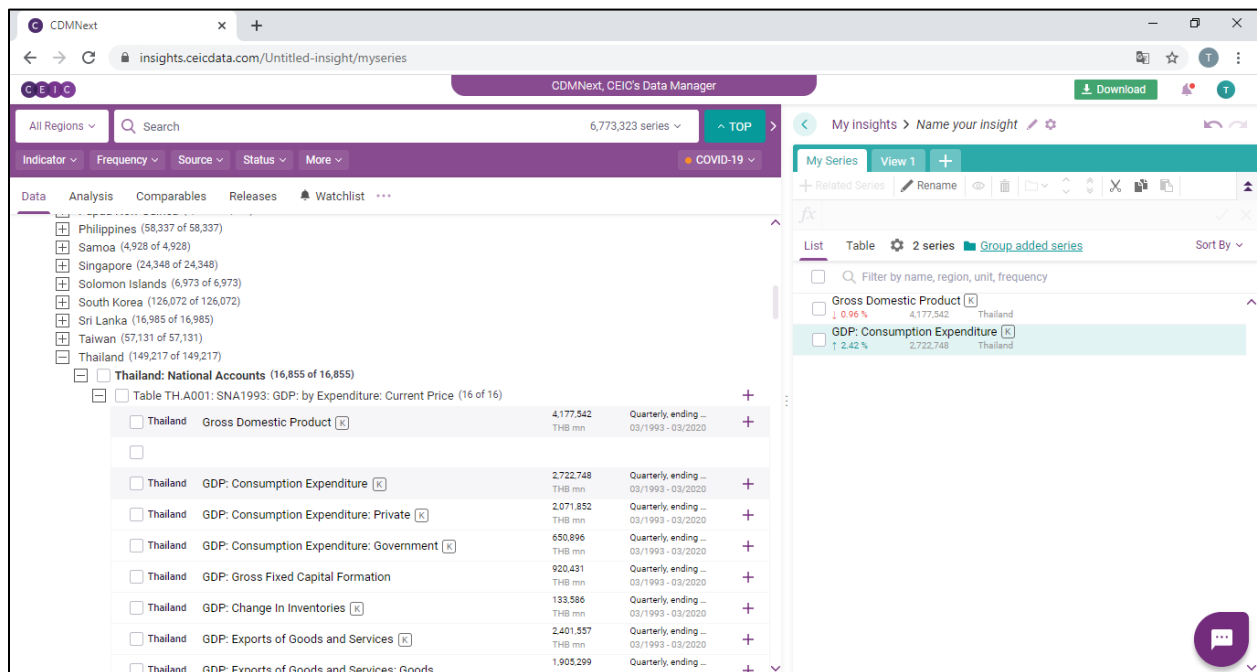 CDMNext
insights.ceicdata.com/Untitled-insight/myseries
T
CEIC
CDMNext, CEIC's Data Manager
Download
T
All Regions
Search
6,773,323 series
TOP
Indicator
Frequency
Source
Status
More
COVID-19
Data
Analysis
Comparables
Releases
Watchlist
Philippines (58,337 of 58,337)
Samoa (4,928 of 4,928)
Singapore (24,348 of 24,348)
Solomon Islands (6,973 of 6,973)
South Korea (126,072 of 126,072)
Sri Lanka (16,985 of 16,985)
Taiwan (57,131 of 57,131)
Thailand (149,217 of 149,217)
Thailand: National Accounts (16,855 of 16,855)
Table TH.A001: SNA1993: GDP: by Expenditure: Current Price (16 of 16)
Thailand Gross Domestic Product K 4,177,542 Quarterly, ending ...
THB mn 03/1993 - 03/2020
Thailand GDP: Consumption Expenditure K 2,722,748 Quarterly, ending ...
THB mn 03/1993 - 03/2020
Thailand GDP: Consumption Expenditure: Private K 2,071,852 Quarterly, ending ...
THB mn 03/1993 - 03/2020
Thailand GDP: Consumption Expenditure: Government K 650,896 Quarterly, ending ...
THB mn 03/1993 - 03/2020
Thailand GDP: Gross Fixed Capital Formation 920,431 Quarterly, ending ...
THB mn 03/1993 - 03/2020
Thailand GDP: Change In Inventories K 133,586 Quarterly, ending ...
THB mn 03/1993 - 03/2020
Thailand GDP: Exports of Goods and Services K 2,401,557 Quarterly, ending ...
THB mn 03/1993 - 03/2020
Thailand GDP: Exports of Goods and Services: Goods 1,905,299 Quarterly, ending ...
My insights > Name your insight
My Series
View 1
Related Series
Rename
fx
List
Table
2 series
Group added series
Sort By
Filter by name, region, unit, frequency
Gross Domestic Product K
↓ 0.96 % 4,177,542 Thailand
GDP: Consumption Expenditure K
↑ 2.42 % 2,722,748 Thailand